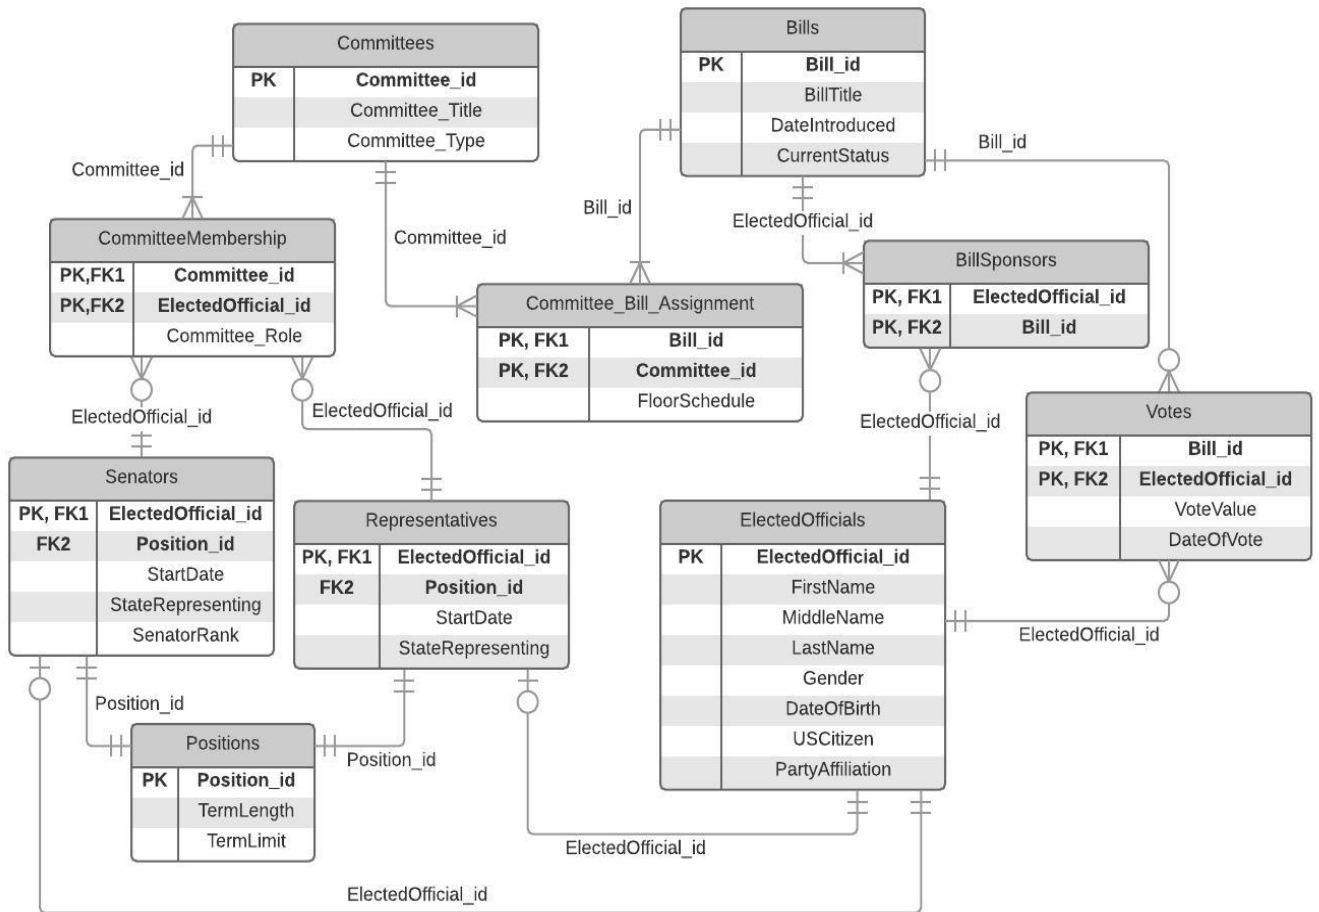 Committees
PK Committee_id
Committee_Title
Committee_Type
Bills
PK Bill_id
BillTitle
DateIntroduced
CurrentStatus
Committee_id
Committee_id
Bill_id
ElectedOfficial_id
Bill_id
CommitteeMembership
PK,FK1 Committee_id
PK,FK2 ElectedOfficial_id
Committee_Role
Committee_Bill_Assignment
PK, FK1 Bill_id
PK, FK2 Committee_id
FloorSchedule
BillSponsors
PK, FK1 ElectedOfficial_id
PK, FK2 Bill_id
ElectedOfficial_id
ElectedOfficial_id
ElectedOfficial_id
Votes
PK, FK1 Bill_id
PK, FK2 ElectedOfficial_id
VoteValue
DateOfVote
Senators
PK, FK1 ElectedOfficial_id
FK2 Position_id
StartDate
StateRepresenting
SenatorRank
Representatives
PK, FK1 ElectedOfficial_id
FK2 Position_id
StartDate
StateRepresenting
ElectedOfficials
PK ElectedOfficial_id
FirstName
MiddleName
LastName
Gender
DateOfBirth
USCitizen
PartyAffiliation
ElectedOfficial_id
Position_id
Position_id
Positions
PK Position_id
TermLength
TermLimit
ElectedOfficial_id
ElectedOfficial_id